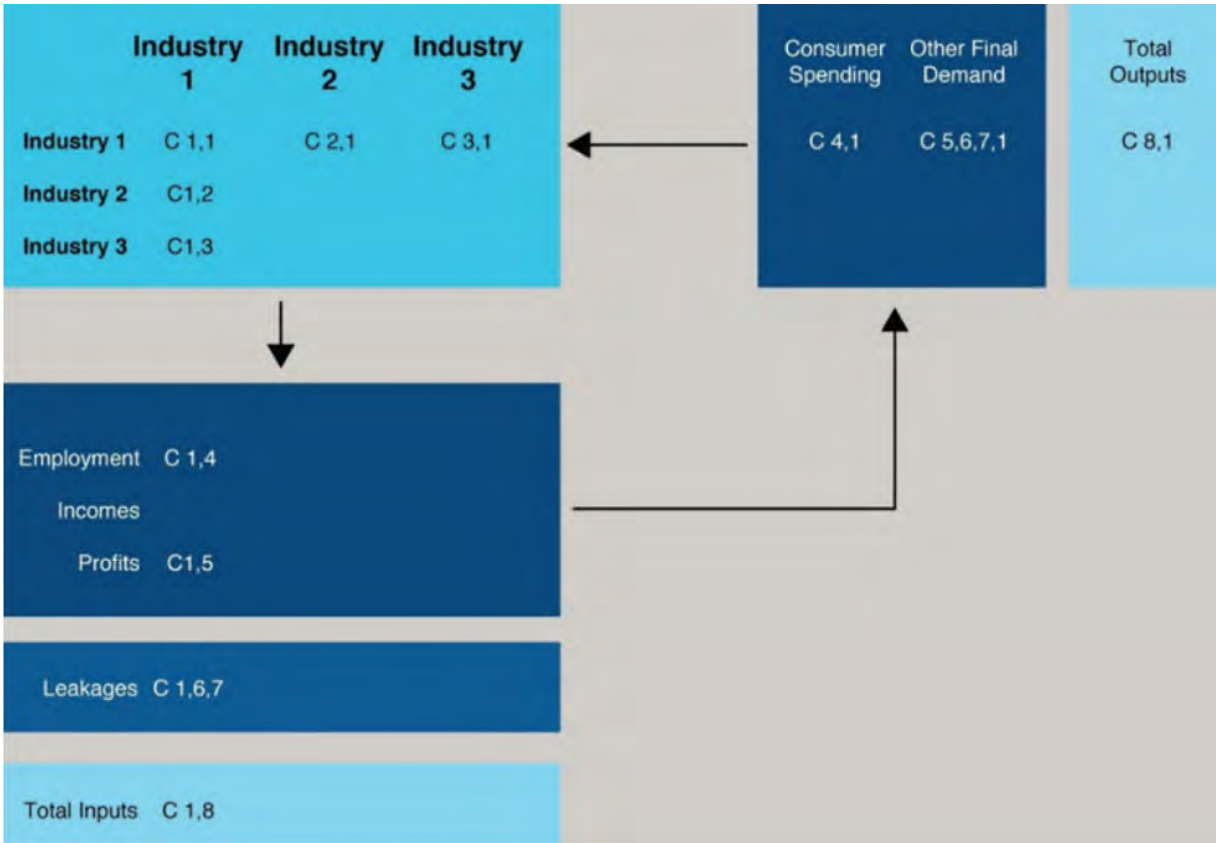 Industry 1 Industry 2 Industry 3 Consumer Spending Other Final Demand Total Outputs
Industry 1 C 1,1 C 2,1 C 3,1 C 4,1 C 5,6,7,1 C 8,1
Industry 2 C1,2
Industry 3 C1,3
Employment C 1,4
Incomes
Profits C1,5
Leakages C 1,6,7
Total Inputs C 1,8